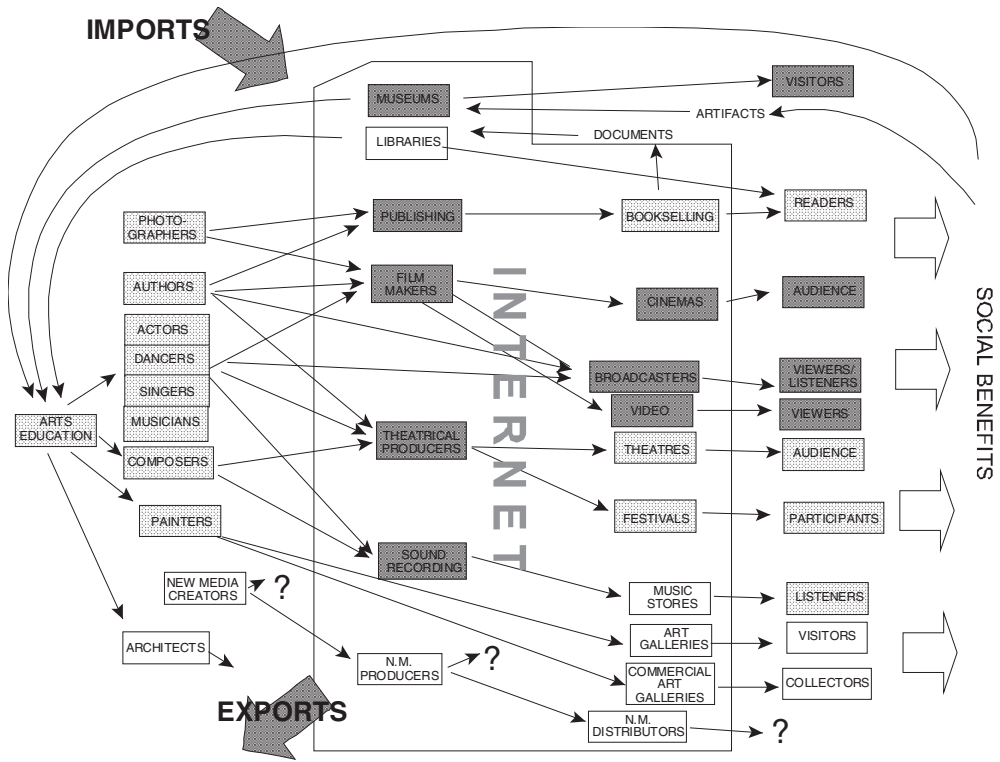 IMPORTS
MUSEUMS
VISITORS
ARTIFACTS
DOCUMENTS
LIBRARIES
PHOTO-
GRAPHERS
PUBLISHING
BOOKSELLING
READERS
AUTHORS
FILM
MAKERS
CINEMAS
AUDIENCE
ACTORS
DANCERS
SINGERS
MUSICIANS
BROADCASTERS
VIEWERS/
LISTENERS
VIDEO
VIEWERS
ARTS
EDUCATION
COMPOSERS
THEATRICAL
PRODUCERS
THEATRES
AUDIENCE
PAINTERS
FESTIVALS
PARTICIPANTS
INTERNET
SOCIAL BENEFITS
SOUND
RECORDING
NEW MEDIA
CREATORS
?
MUSIC
STORES
LISTENERS
ARCHITECTS
ART
GALLERIES
VISITORS
N.M.
PRODUCERS
?
COMMERCIAL
ART
GALLERIES
COLLECTORS
EXPORTS
N.M.
DISTRIBUTORS
?